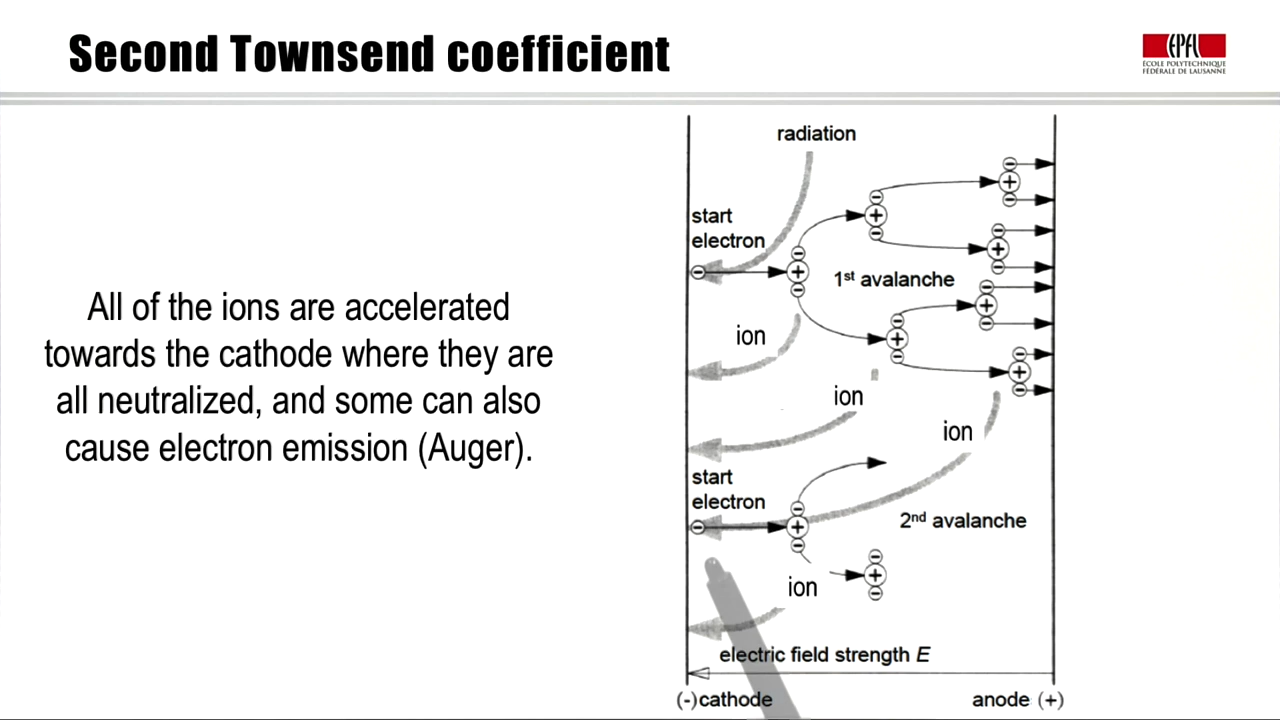 Second Townsend coefficient
EPFL
ÉCOLE POLYTECHNIQUE
FÉDÉRALE DE LAUSANNE
All of the ions are accelerated
towards the cathode where they are
all neutralized, and some can also
cause electron emission (Auger).
radiation
start
electron
1st avalanche
ion
ion
ion
start
electron
2nd avalanche
ion
electric field strength E
(-) cathode
anode (+)